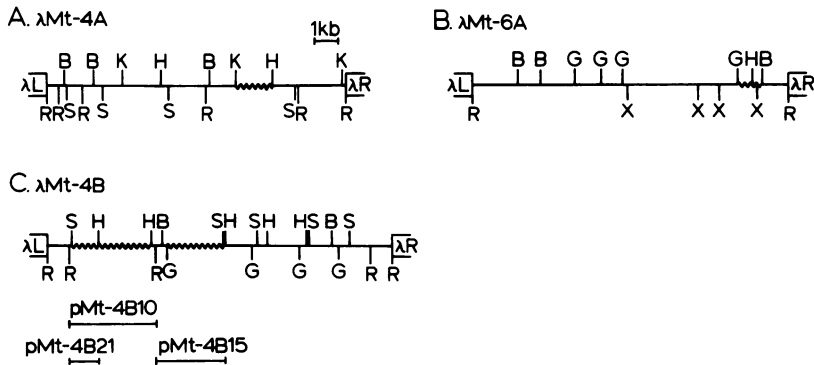 A. λMt-4A
1kb
B B K H B K H K
λL λR
R R S R S S R S R R
B. λMt-6A
B B G G G G H B
λL λR
R X X X X R
C. λMt-4B
S H H B S H S H H S B S
λL λR
R R R G G G G R R
pMt-4B10
pMt-4B21 pMt-4B15